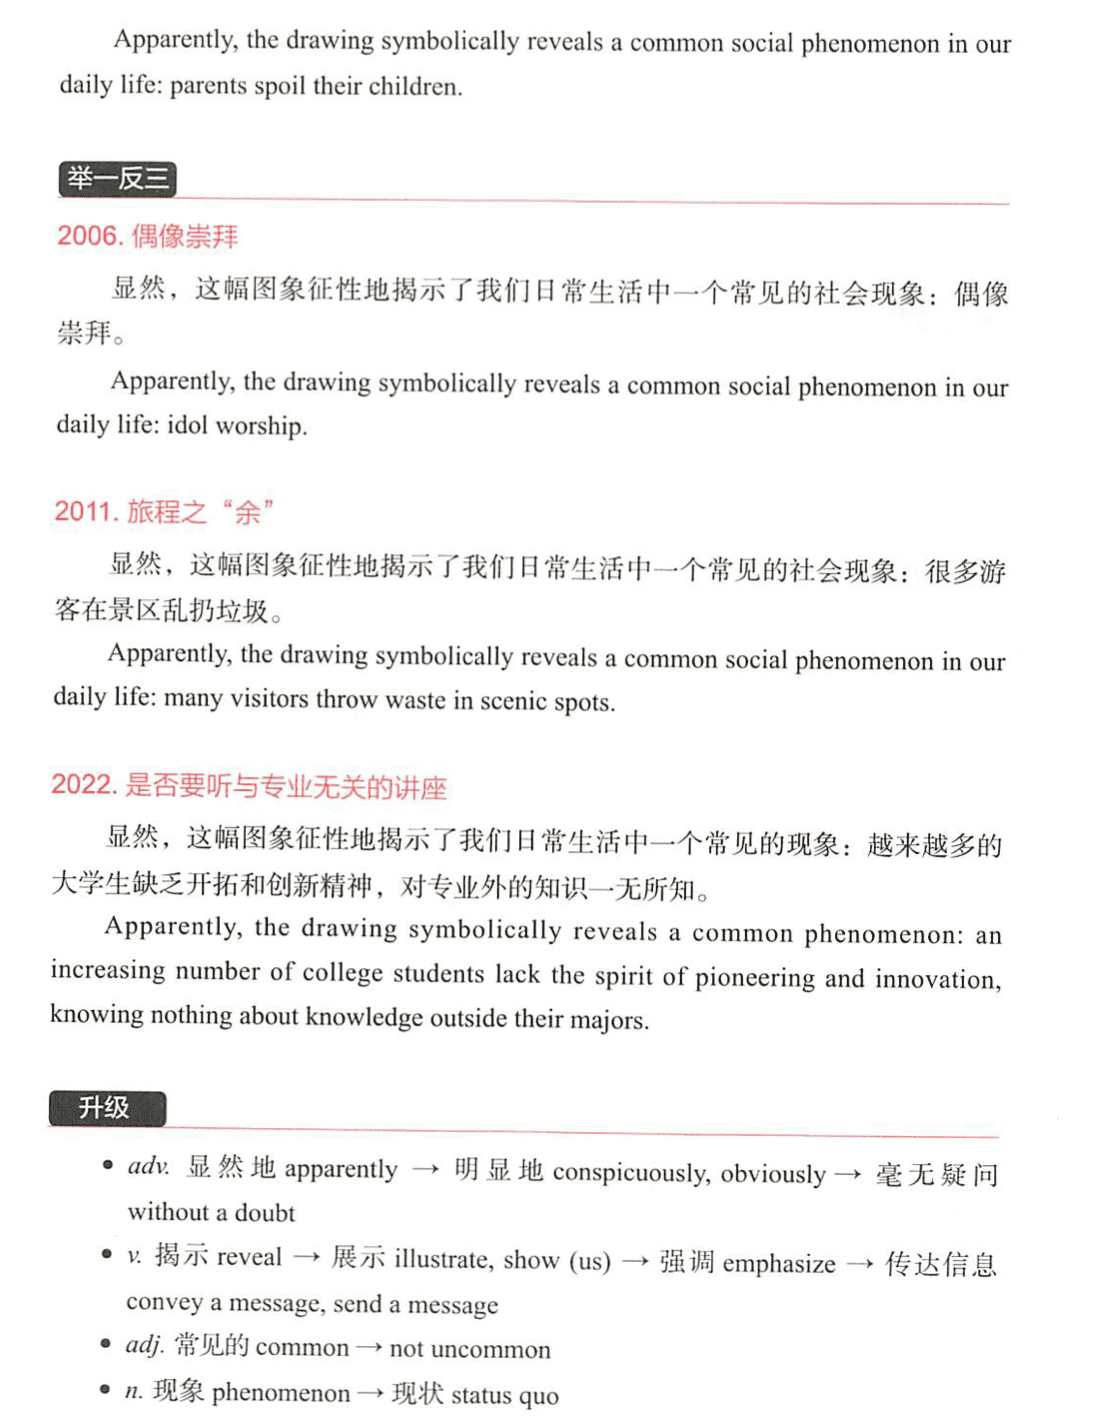 Apparently, the drawing symbolically reveals a common social phenomenon in our
daily life: parents spoil their children.
举一反三
2006. 偶像崇拜
显然，这幅图象征性地揭示了我们日常生活中一个常见的社会现象：偶像
崇拜。
Apparently, the drawing symbolically reveals a common social phenomenon in our
daily life: idol worship.
2011. 旅程之“余”
显然，这幅图象征性地揭示了我们日常生活中一个常见的社会现象：很多游
客在景区乱扔垃圾。
Apparently, the drawing symbolically reveals a common social phenomenon in our
daily life: many visitors throw waste in scenic spots.
2022. 是否要听与专业无关的讲座
显然，这幅图象征性地揭示了我们日常生活中一个常见的现象：越来越多的
大学生缺乏开拓和创新精神，对专业外的知识一无所知。
Apparently, the drawing symbolically reveals a common phenomenon: an
increasing number of college students lack the spirit of pioneering and innovation,
knowing nothing about knowledge outside their majors.
升级
• adv. 显然地 apparently → 明显地 conspicuously, obviously → 毫无疑问
without a doubt
• v. 揭示 reveal → 展示 illustrate, show (us) → 强调 emphasize → 传达信息
convey a message, send a message
• adj. 常见的 common → not uncommon
• n. 现象 phenomenon → 现状 status quo